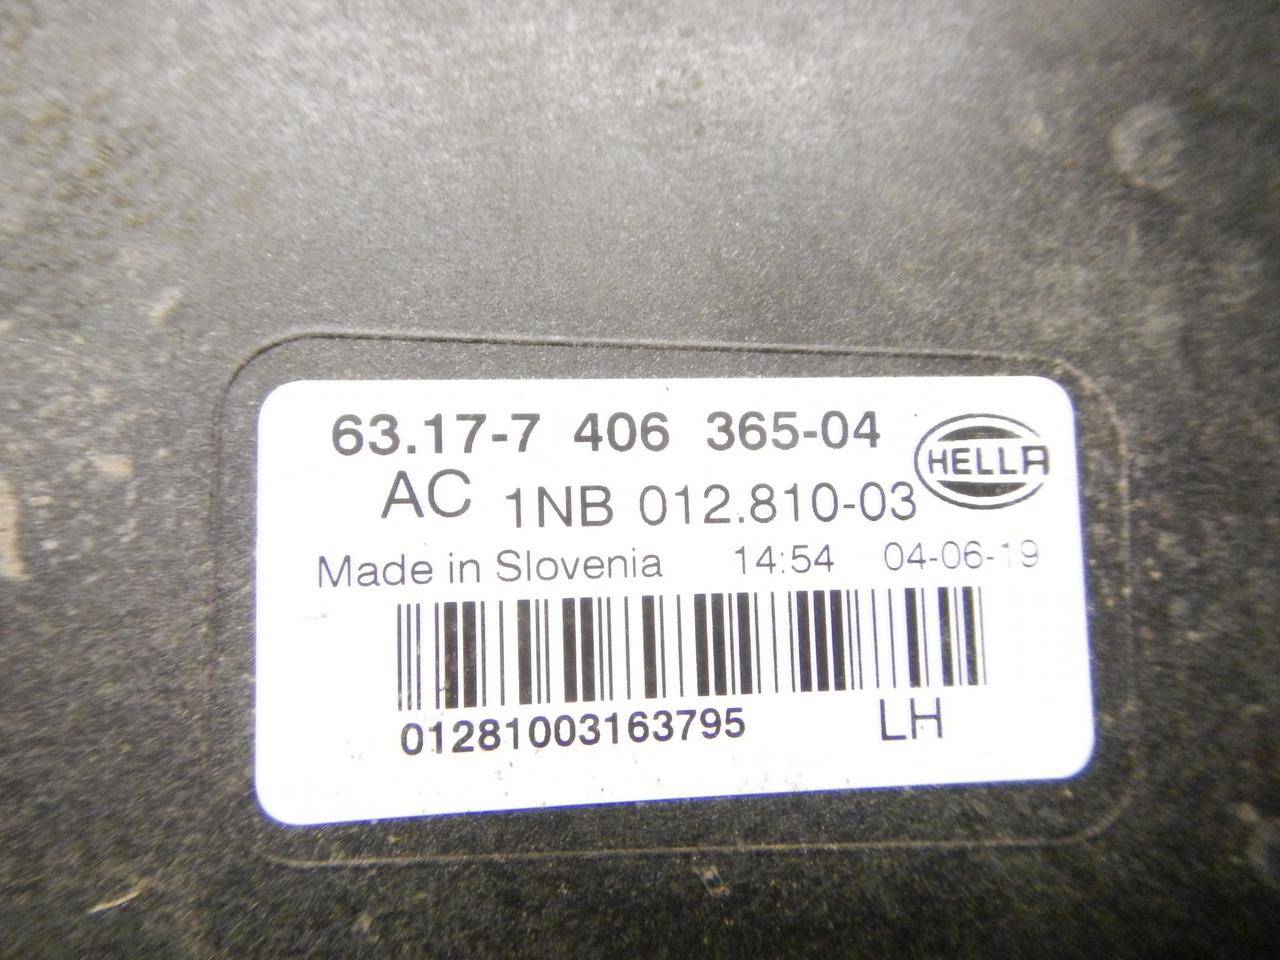 63.17-7 406 365-04
HELLA
AC 1NB 012.810-03
Made in Slovenia 14:54 04-06-19
01281003163795 LH